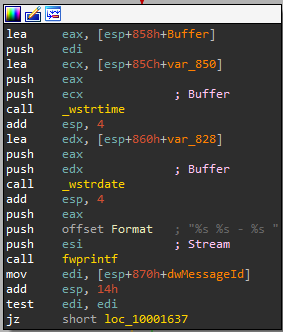 lea eax, [esp+858h+Buffer]
push edi
lea ecx, [esp+85Ch+var_850]
push eax
push ecx ; Buffer
call _wstrtime
add esp, 4
lea edx, [esp+860h+var_828]
push eax
push edx ; Buffer
call _wstrdate
add esp, 4
push eax
push offset Format ; "%s %s - %s "
push esi ; Stream
call fwprintf
mov edi, [esp+870h+dwMessageId]
add esp, 14h
test edi, edi
jz short loc_10001637